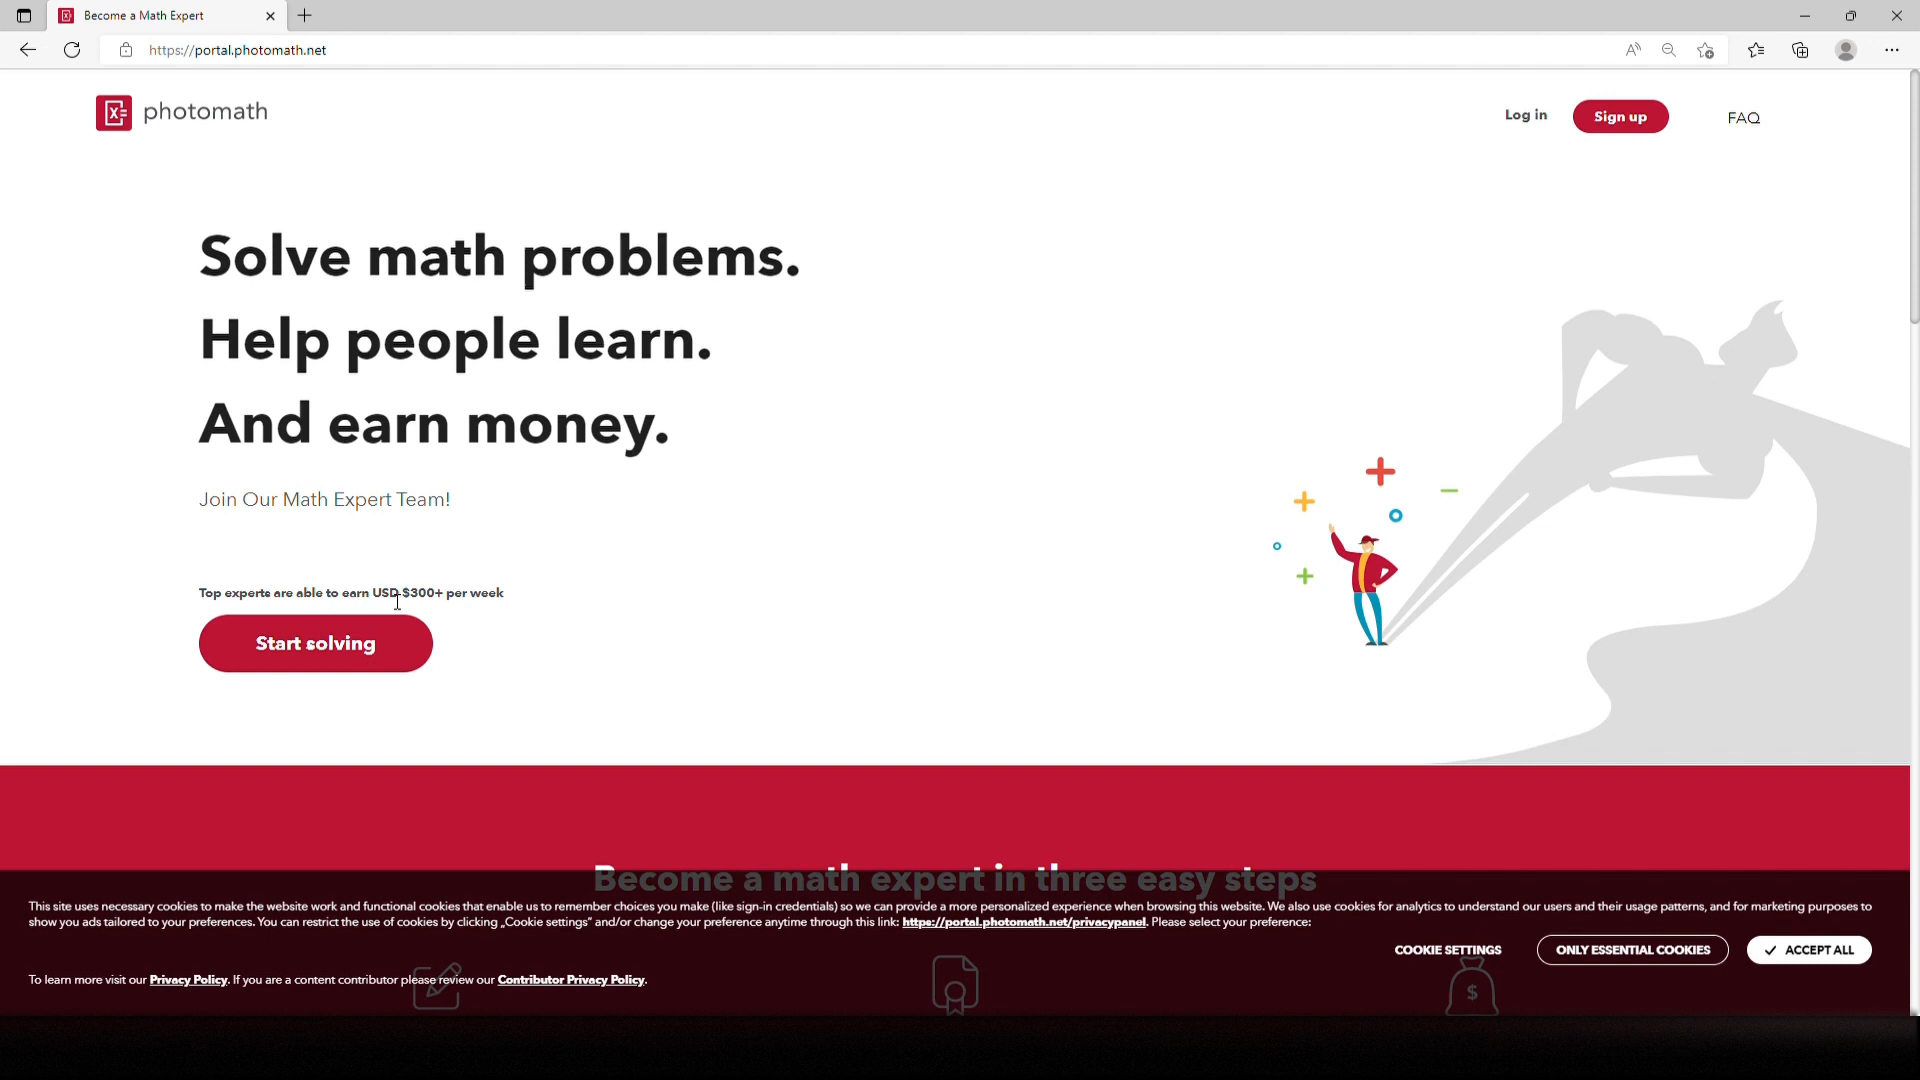 Become a Math Expert
https://portal.photomath.net
photomath
Log in
Sign up
FAQ
Solve math problems.
Help people learn.
And earn money.
Join Our Math Expert Team!
Top experts are able to earn USD $300+ per week
Start solving
Become a math expert in three easy steps
This site uses necessary cookies to make the website work and functional cookies that enable us to remember choices you make (like sign-in credentials) so we can provide a more personalized experience when browsing this website. We also use cookies for analytics to understand our users and their usage patterns, and for marketing purposes to
show you ads tailored to your preferences. You can restrict the use of cookies by clicking „Cookie settings“ and/or change your preference anytime through this link: https://portal.photomath.net/privacypanel. Please select your preference:
COOKIE SETTINGS
ONLY ESSENTIAL COOKIES
ACCEPT ALL
To learn more visit our Privacy Policy. If you are a content contributor please review our Contributor Privacy Policy.